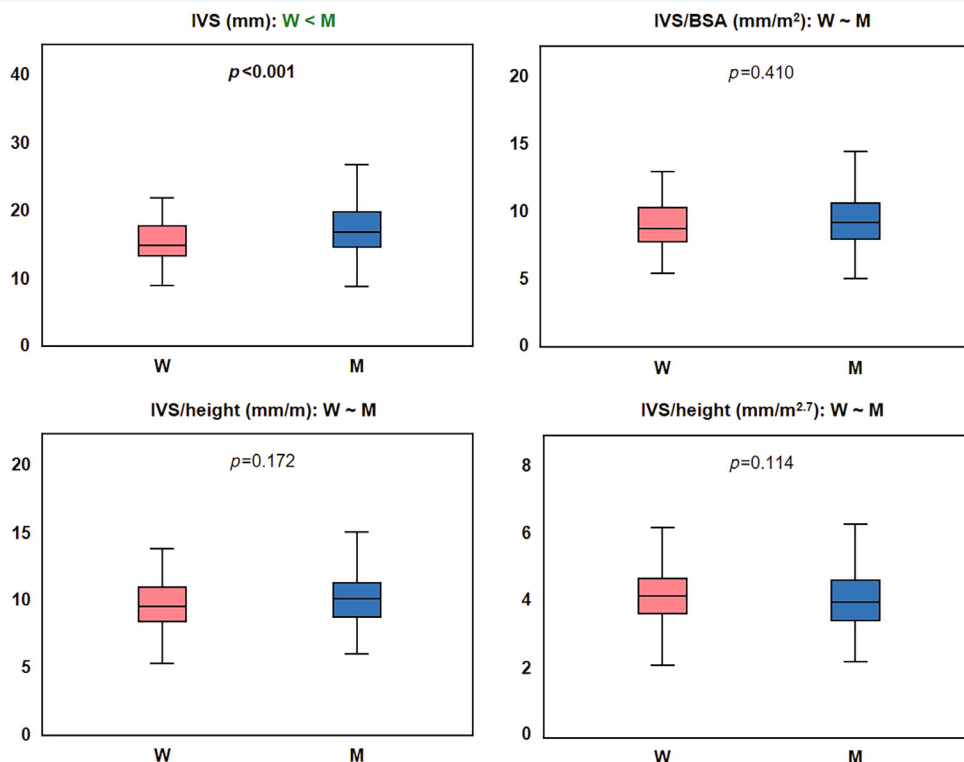 IVS (mm): W < M
p<0.001
40
30
20
10
0
W M
IVS/BSA (mm/m²): W ~ M
p=0.410
20
15
10
5
0
W M
IVS/height (mm/m): W ~ M
p=0.172
20
15
10
5
0
W M
IVS/height (mm/m²·⁷): W ~ M
p=0.114
8
6
4
2
0
W M